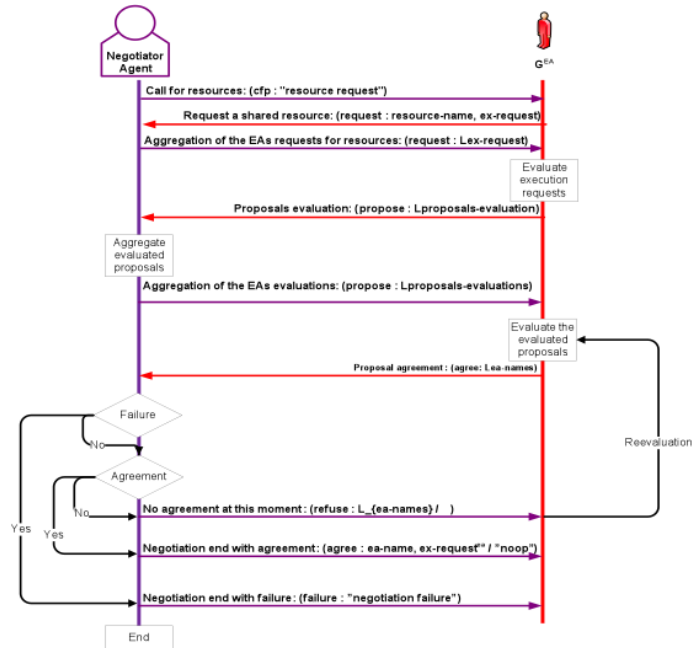 Negotiator
Agent
G^EA
Call for resources: (cfp : "resource request")
Request a shared resource: (request : resource-name, ex-request)
Aggregation of the EAs requests for resources: (request : Lex-request)
Evaluate
execution
requests
Proposals evaluation: (propose : Lproposals-evaluation)
Aggregate
evaluated
proposals
Aggregation of the EAs evaluations: (propose : Lproposals-evaluations)
Evaluate the
evaluated
proposals
Proposal agreement : (agree: Lea-names)
Failure
No
Reevaluation
Agreement
No agreement at this moment: (refuse : L_{ea-names} / )
No
Yes
Yes
Negotiation end with agreement: (agree : ea-name, ex-request** / "noop")
Negotiation end with failure: (failure : "negotiation failure")
End